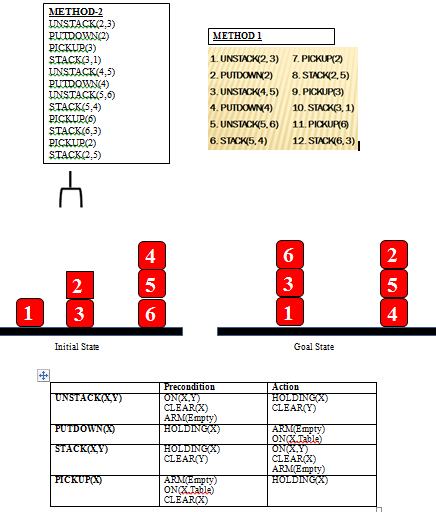 METHOD-2
UNSTACK(2,3)
PUTDOWN(2)
PICKUP(3)
STACK(3,1)
UNSTACK(4,5)
PUTDOWN(4)
UNSTACK(5,6)
STACK(5,4)
PICKUP(6)
STACK(6,3)
PICKUP(2)
STACK(2,5)
METHOD 1
1. UNSTACK(2, 3) 7. PICKUP(2)
2. PUTDOWN(2) 8. STACK(2, 5)
3. UNSTACK(4, 5) 9. PICKUP(3)
4. PUTDOWN(4) 10. STACK(3, 1)
5. UNSTACK(5, 6) 11. PICKUP(6)
6. STACK(5, 4) 12. STACK(6, 3)
4
2 5
1 3 6
Initial State
6 2
3 5
1 4
Goal State
Precondition Action
UNSTACK(X,Y) ON(X,Y) HOLDING(X)
CLEAR(X) CLEAR(Y)
ARM(Empty)
PUTDOWN(X) HOLDING(X) ARM(Empty)
ON(X,Table)
STACK(X,Y) HOLDING(X) ON(X,Y)
CLEAR(Y) CLEAR(X)
ARM(Empty)
PICKUP(X) ARM(Empty) HOLDING(X)
ON(X,Table)
CLEAR(X)